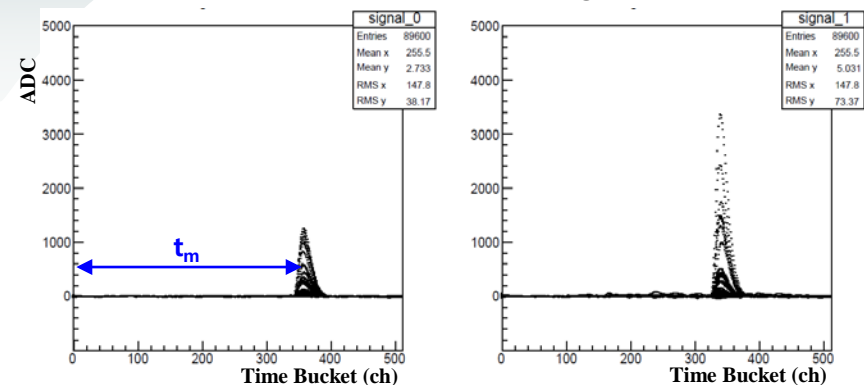 signal_0
Entries 89600
Mean x 255.5
Mean y 2.733
RMS x 147.8
RMS y 38.17
ADC
5000
4000
3000
2000
1000
0
tm
0 100 200 300 400 500
Time Bucket (ch)
signal_1
Entries 89600
Mean x 255.5
Mean y 5.031
RMS x 147.8
RMS y 73.37
5000
4000
3000
2000
1000
0
0 100 200 300 400 500
Time Bucket (ch)